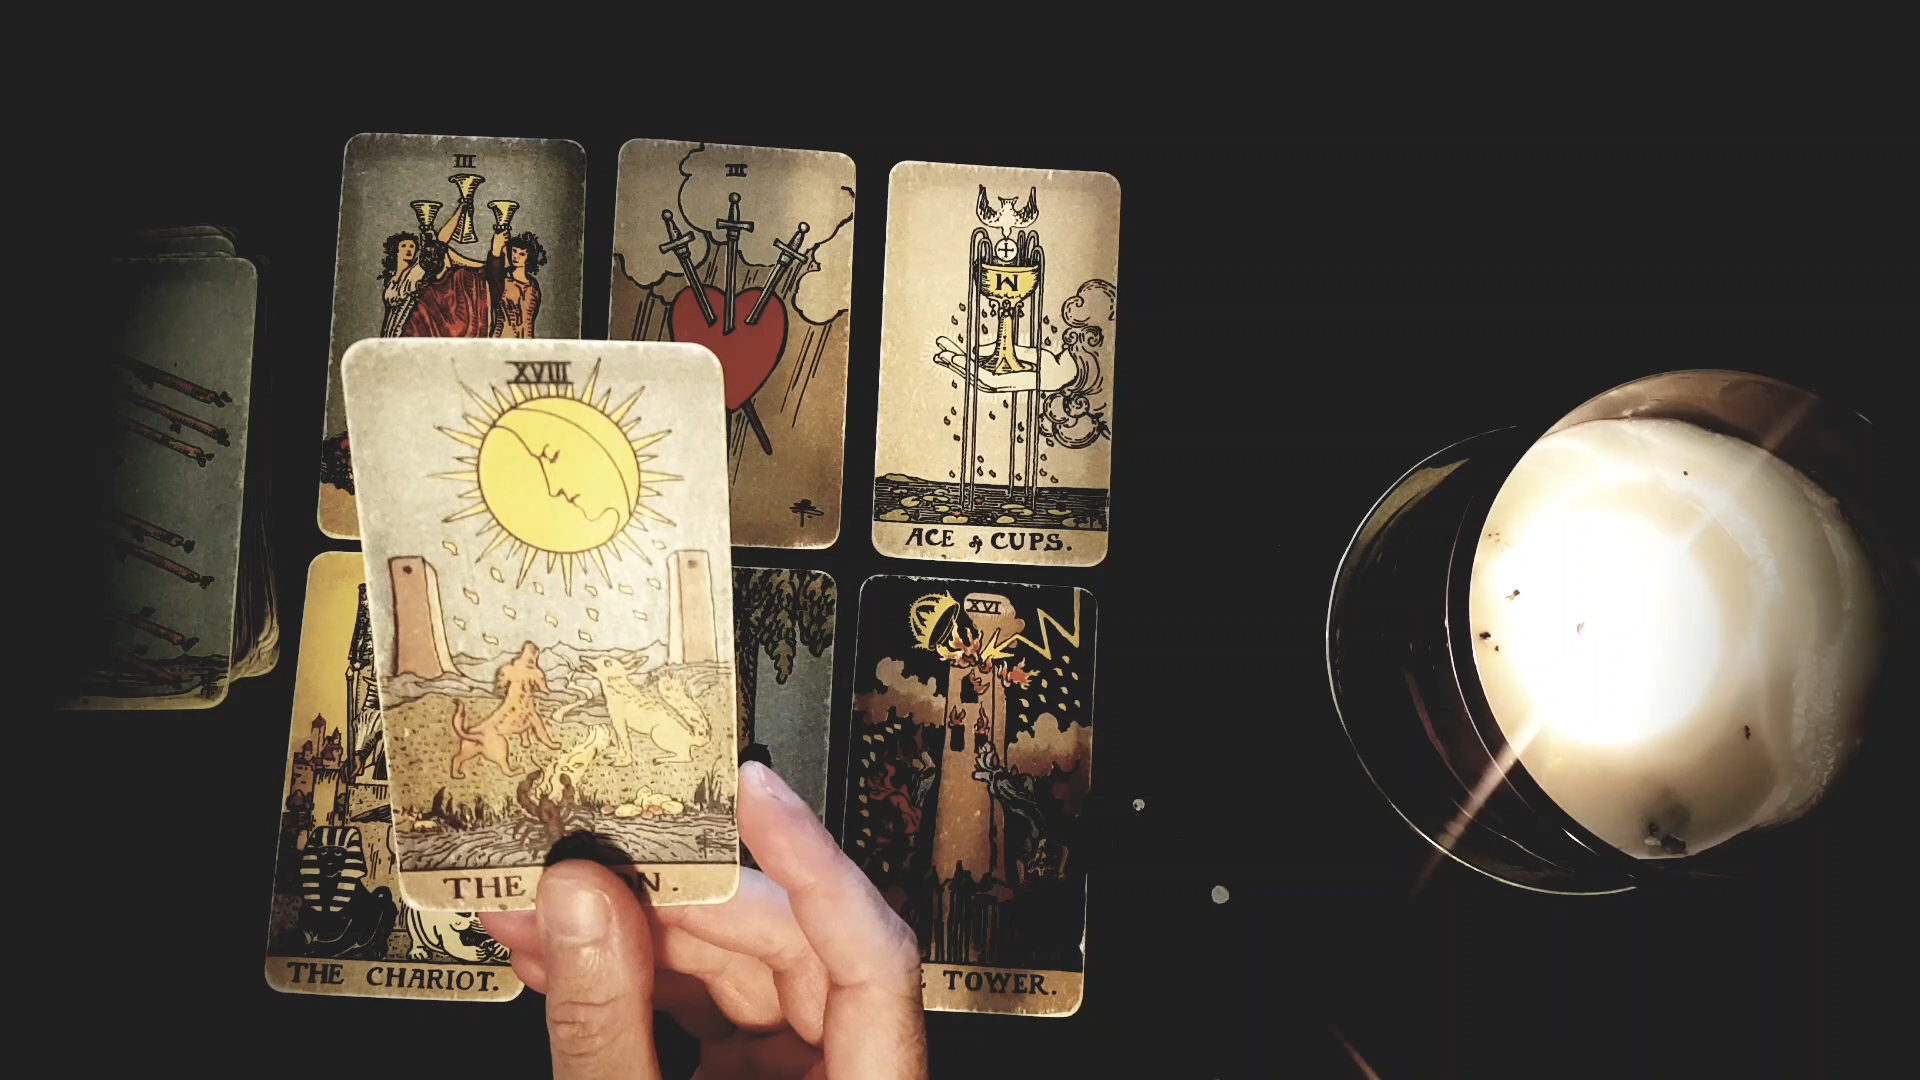 III
III
ACE of CUPS.
XVIII
XVI
THE N.
THE CHARIOT.
E TOWER.